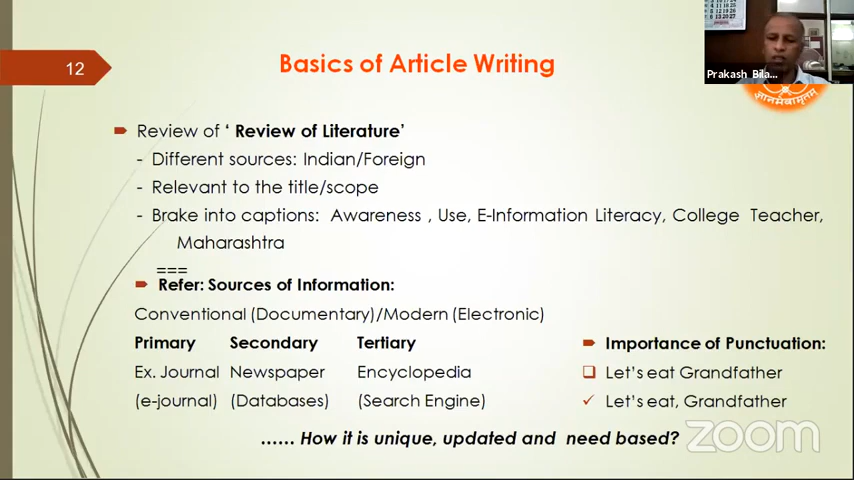 12
Basics of Article Writing
Prakash Bila...
ज्ञानमेवामृतम्
Review of ‘ Review of Literature’
- Different sources: Indian/Foreign
- Relevant to the title/scope
- Brake into captions: Awareness , Use, E-Information Literacy, College Teacher,
Maharashtra
===
Refer: Sources of Information:
Conventional (Documentary)/Modern (Electronic)
Primary Secondary Tertiary
Ex. Journal Newspaper Encyclopedia
(e-journal) (Databases) (Search Engine)
Importance of Punctuation:
Let’s eat Grandfather
Let’s eat, Grandfather
...... How it is unique, updated and need based?
zoom